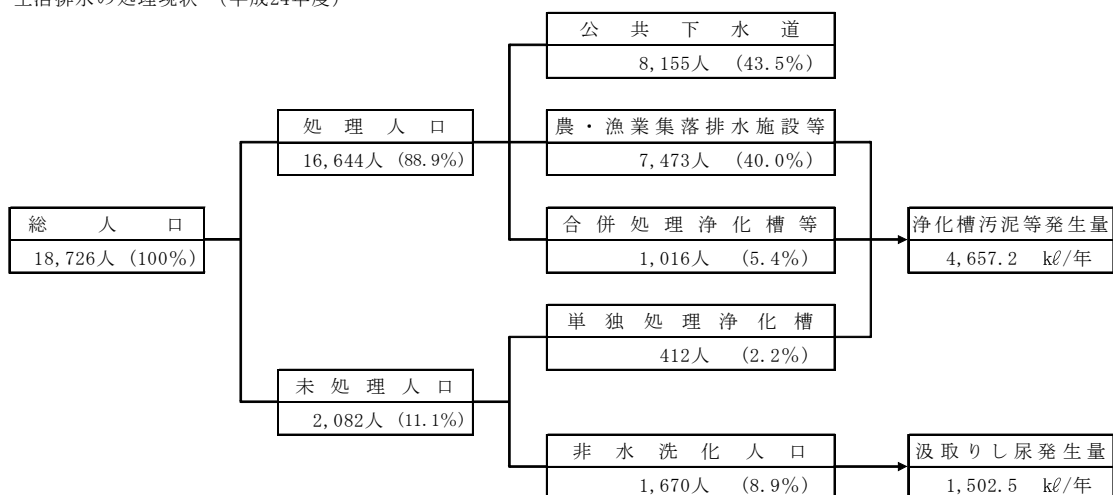 生活排水の処理現状 (平成24年度)
公共下水道
8,155人 (43.5%)
処理人口
16,644人 (88.9%)
農・漁業集落排水施設等
7,473人 (40.0%)
総人口
18,726人 (100%)
合併処理浄化槽等
1,016人 (5.4%)
浄化槽汚泥等発生量
4,657.2 kℓ/年
単独処理浄化槽
412人 (2.2%)
未処理人口
2,082人 (11.1%)
非水洗化人口
1,670人 (8.9%)
汲取りし尿発生量
1,502.5 kℓ/年